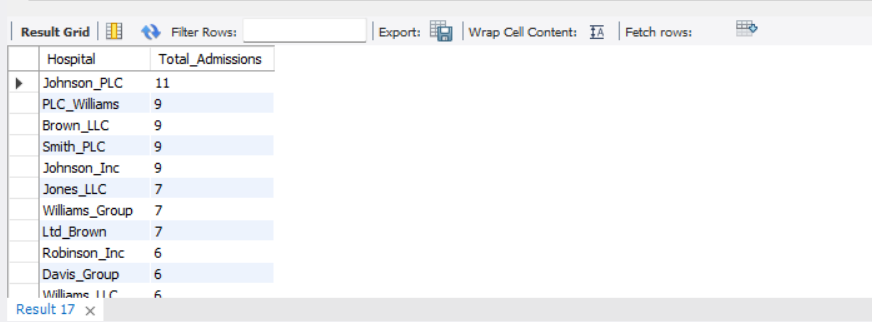 Result Grid Filter Rows: Export: Wrap Cell Content: IA Fetch rows:
Hospital Total_Admissions
Johnson_PLC 11
PLC_Williams 9
Brown_LLC 9
Smith_PLC 9
Johnson_Inc 9
Jones_LLC 7
Williams_Group 7
Ltd_Brown 7
Robinson_Inc 6
Davis_Group 6
Williams_LLC 6
Result 17 ×